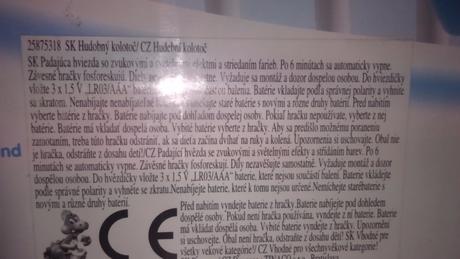 25875318 SK Hudobný kolotoč/ CZ Hudební kolotoč
SK Padajúca hviezda so zvukovými a svetelnými efektmi a striedaním farieb. Po 6 minútach sa automaticky vypne.
Závesné hračky fosforeskujú. Diely Vyžaduje sa montáž a dozor dospelou osobou. Do hviezdičky
vložte 3 x 1,5 V „LR03/AAA" batérie súčasťou balenia. Batérie vkladajte podľa správnej polarity a vyhnite
sa skratom. Nenabíjajte nenabíjateľné staré batérie s novými a rôzne druhy batérií. Pred nabitím
vyberte batérie z hračky. Batérie nabíjajte pod dohľadom dospelej osoby. Pokiaľ hračku nepoužívate, vyberte z nej
batérie. Batérie má vkladať dospelá osoba. Vybité batérie vyberte z hračky. Aby sa predišlo možnému poraneniu
zamotaním, treba túto hračku odstrániť, ak sa dieťa začína dvíhať na ruky a kolená. Upozornenia si uschovajte. Obal nie
je hračka, odstráňte z dosahu detí!/CZ Padající hvězda se zvukovými a světelnými efekty a střídáním barev. Po 6
minutách se automaticky vypne. Závěsné hračky fosforeskují. Díly nezavěšujte samostatně. Vyžaduje montáž a dozor
dospělou osobou. Do hvězdičky vložte 3 x 1,5 V „LR03/AAA" baterie, které nejsou součástí balení. Baterie vkládejte
podle správné polarity a vyhněte se zkratu.Nenabíjejte baterie, které k tomu nejsou určené.Nemíchejte staré baterie s
novými a různé druhy baterií.
Před nabitím vyndejte baterie z hračky.Baterie nabíjejte pod dohledem
dospělé osoby. Pokud není hračka používána, vyndejte z ní baterie. Baterie
má vkládat dospělá osoba. Vybité baterie vyndejte z hračky. Upozornění
si uschovejte. Obal není hračka, odstraňte z dosahu dětí! SK Vhodné pre
všetky vekové kategórie!/ CZ Vhodné pro všechny věkové kategorie!
CE
nd